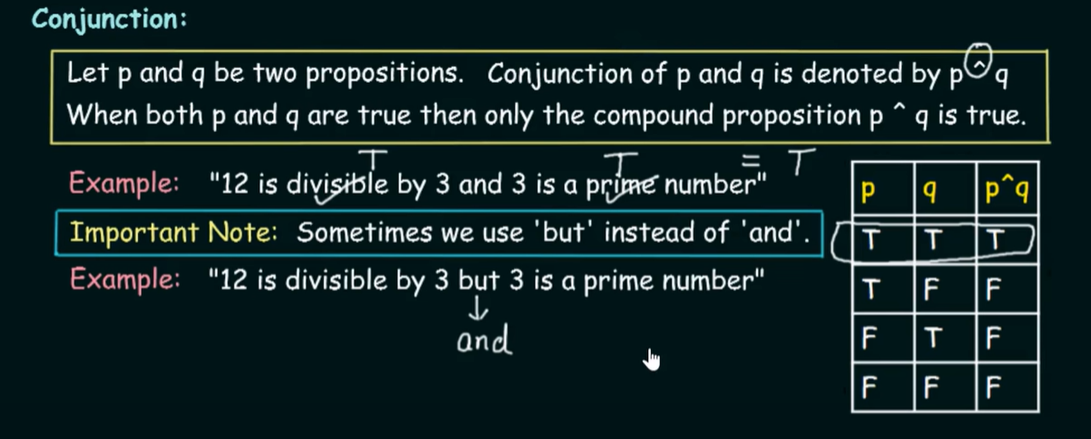 Conjunction:
Let p and q be two propositions. Conjunction of p and q is denoted by p ^ q
When both p and q are true then only the compound proposition p ^ q is true.
T T = T
Example: "12 is divisible by 3 and 3 is a prime number"
Important Note: Sometimes we use 'but' instead of 'and'.
Example: "12 is divisible by 3 but 3 is a prime number"
↓
and
p q p^q
T T T
T F F
F T F
F F F